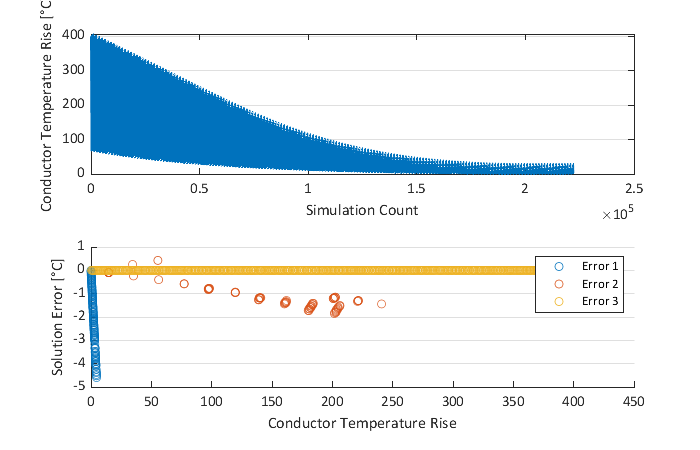 Conductor Temperature Rise [°C
400
300
200
100
0
0 0.5 1 1.5 2 2.5
Simulation Count
×10⁵
Solution Error [°C]
1
0
-1
-2
-3
-4
-5
Error 1
Error 2
Error 3
0 50 100 150 200 250 300 350 400 450
Conductor Temperature Rise